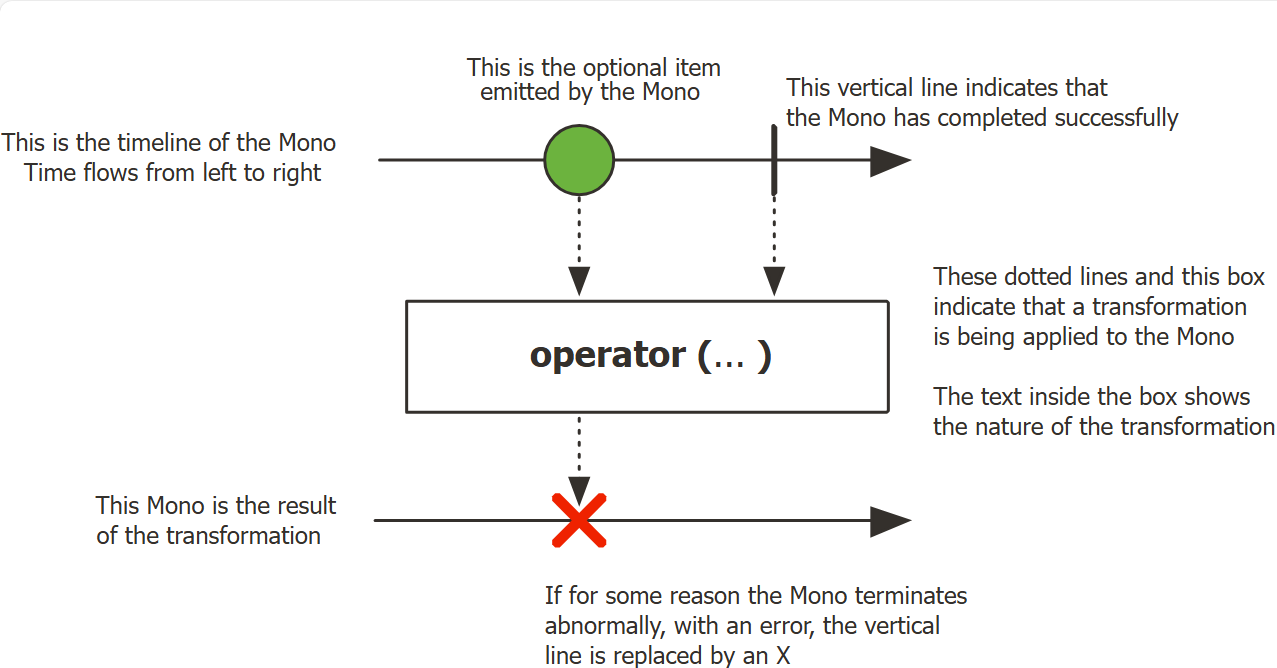 This is the optional item
emitted by the Mono
This vertical line indicates that
the Mono has completed successfully
This is the timeline of the Mono
Time flows from left to right
These dotted lines and this box
indicate that a transformation
is being applied to the Mono
operator (... )
The text inside the box shows
the nature of the transformation
This Mono is the result
of the transformation
If for some reason the Mono terminates
abnormally, with an error, the vertical
line is replaced by an X